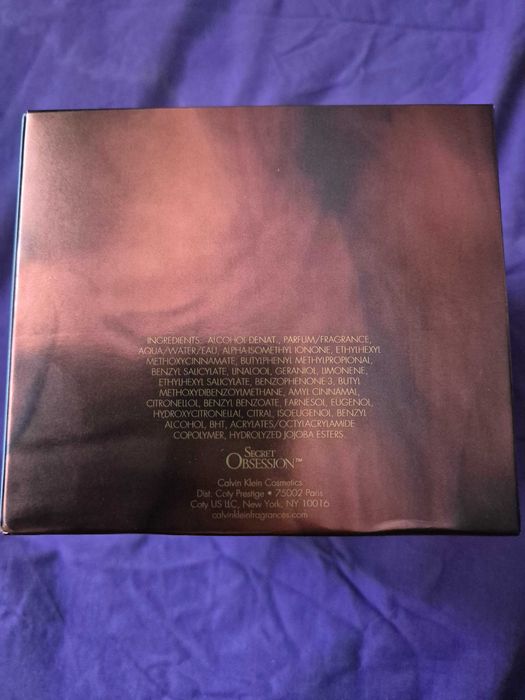 INGREDIENTS: ALCOHOL DENAT., PARFUM/FRAGRANCE,
AQUA/WATER/EAU, ALPHA-ISOMETHYL IONONE, ETHYLHEXYL
METHOXYCINNAMATE, BUTYLPHENYL METHYLPROPIONAL,
BENZYL SALICYLATE, LINALOOL, GERANIOL, LIMONENE,
ETHYLHEXYL SALICYLATE, BENZOPHENONE-3, BUTYL
METHOXYDIBENZOYLMETHANE, AMYL CINNAMAL,
CITRONELLOL, BENZYL BENZOATE, FARNESOL, EUGENOL,
HYDROXYCITRONELLAL, CITRAL, ISOEUGENOL, BENZYL
ALCOHOL, BHT, ACRYLATES/OCTYLACRYLAMIDE
COPOLYMER, HYDROLYZED JOJOBA ESTERS.
SECRET
OBSESSION™
Calvin Klein Cosmetics
Dist. Coty Prestige • 75002 Paris
Coty US LLC, New York, NY 10016
calvinkleinfragrances.com